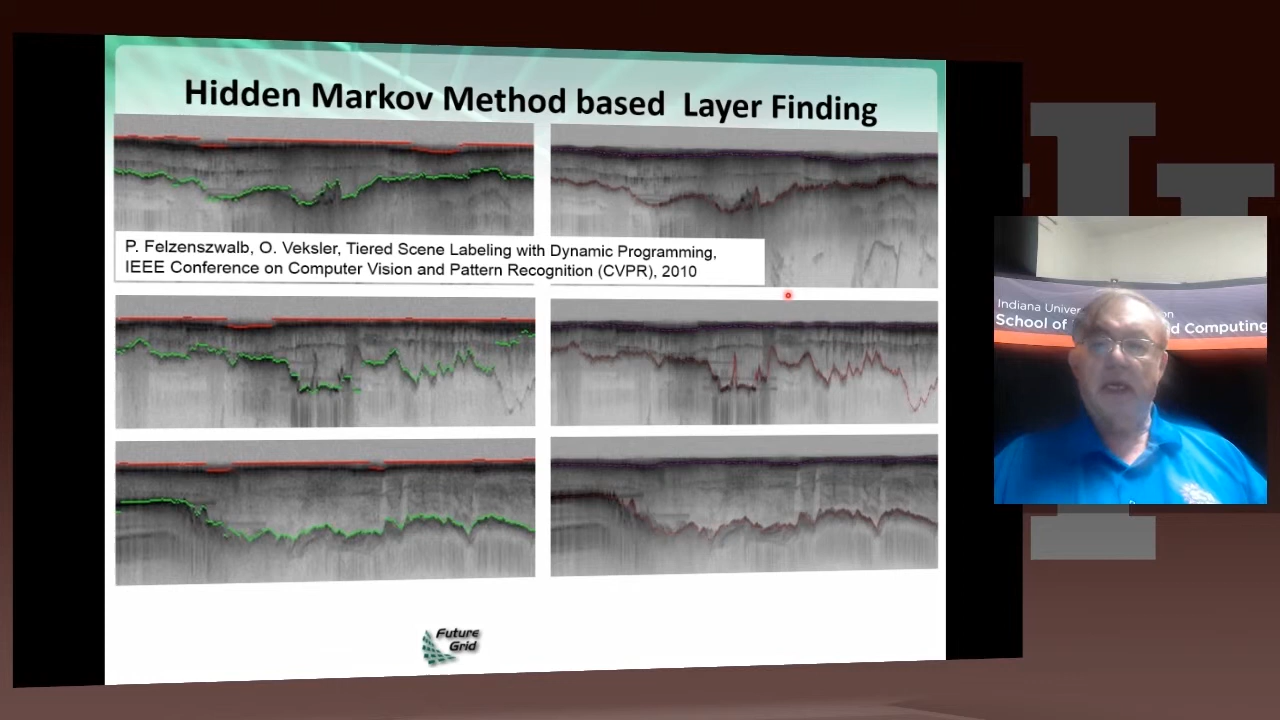 Hidden Markov Method based Layer Finding
P. Felzenszwalb, O. Veksler, Tiered Scene Labeling with Dynamic Programming,
IEEE Conference on Computer Vision and Pattern Recognition (CVPR), 2010
Future
Grid
Indiana on
School of d Computing